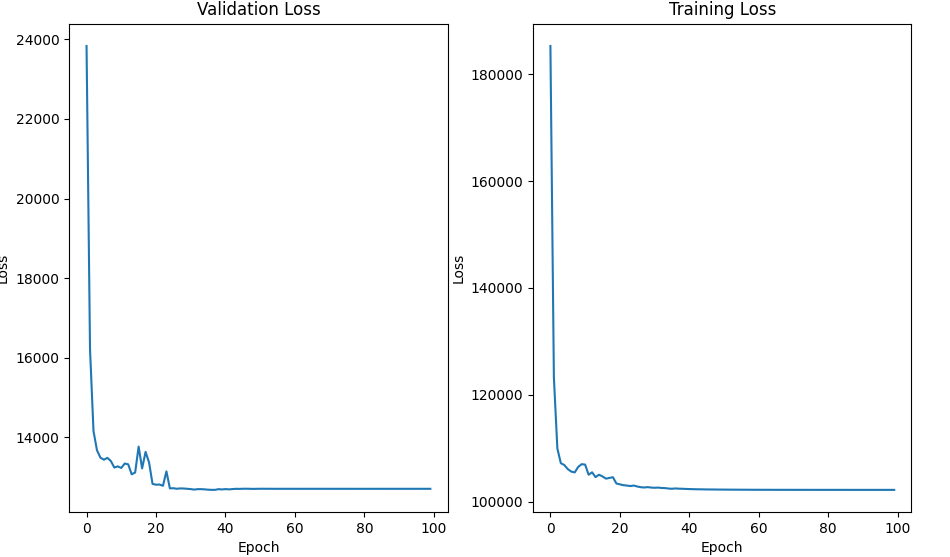 Validation Loss
24000
22000
20000
18000
16000
14000
0 20 40 60 80 100
Epoch
Loss
Training Loss
180000
160000
140000
120000
100000
0 20 40 60 80 100
Epoch
Loss